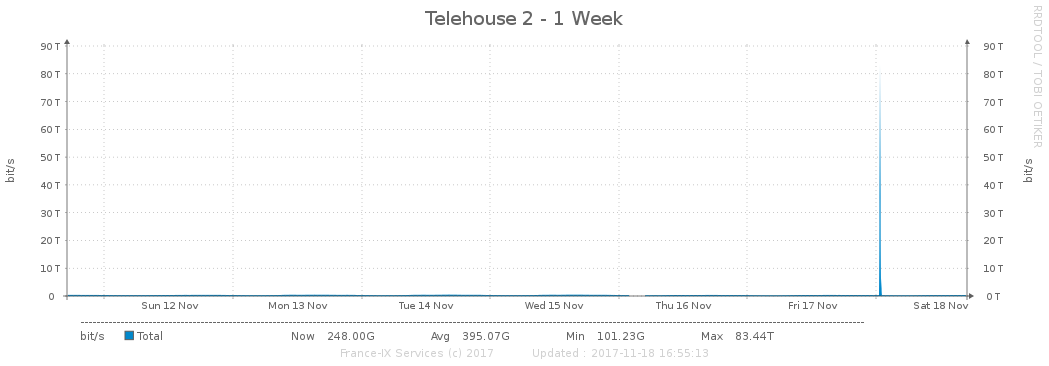 Telehouse 2 - 1 Week
RRDTOOL / TOBI OETIKER
90 T 90 T
80 T 80 T
70 T 70 T
60 T 60 T
50 T 50 T
40 T 40 T
30 T 30 T
20 T 20 T
10 T 10 T
0 0 T
bit/s bit/s
Sun 12 Nov Mon 13 Nov Tue 14 Nov Wed 15 Nov Thu 16 Nov Fri 17 Nov Sat 18 Nov
bit/s Total Now 248.00G Avg 395.07G Min 101.23G Max 83.44T
France-IX Services (c) 2017 Updated : 2017-11-18 16:55:13